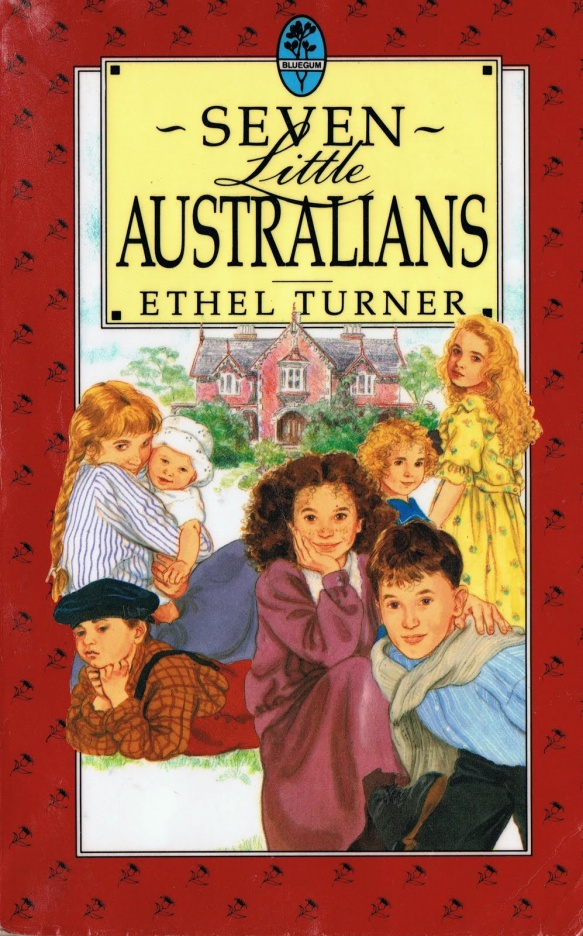 BLUEGUM
~ SEVEN ~
Little
AUSTRALIANS
ETHEL TURNER